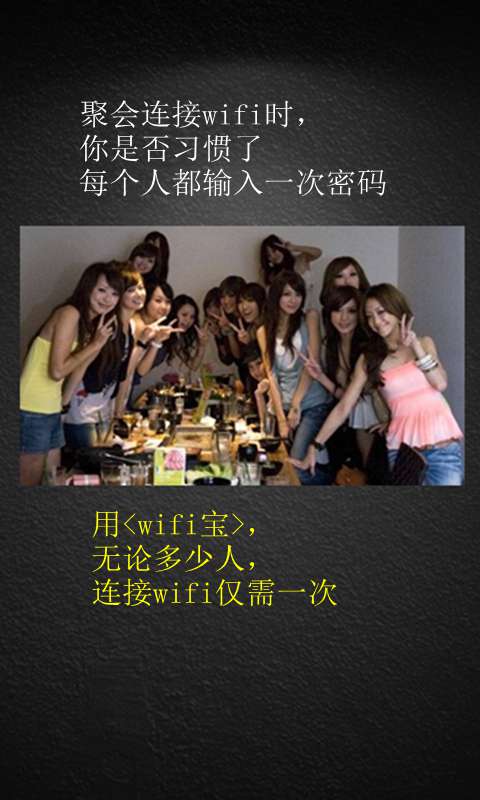 聚会连接wifi时，
你是否习惯了
每个人都输入一次密码
用<wifi宝>，
无论多少人，
连接wifi仅需一次